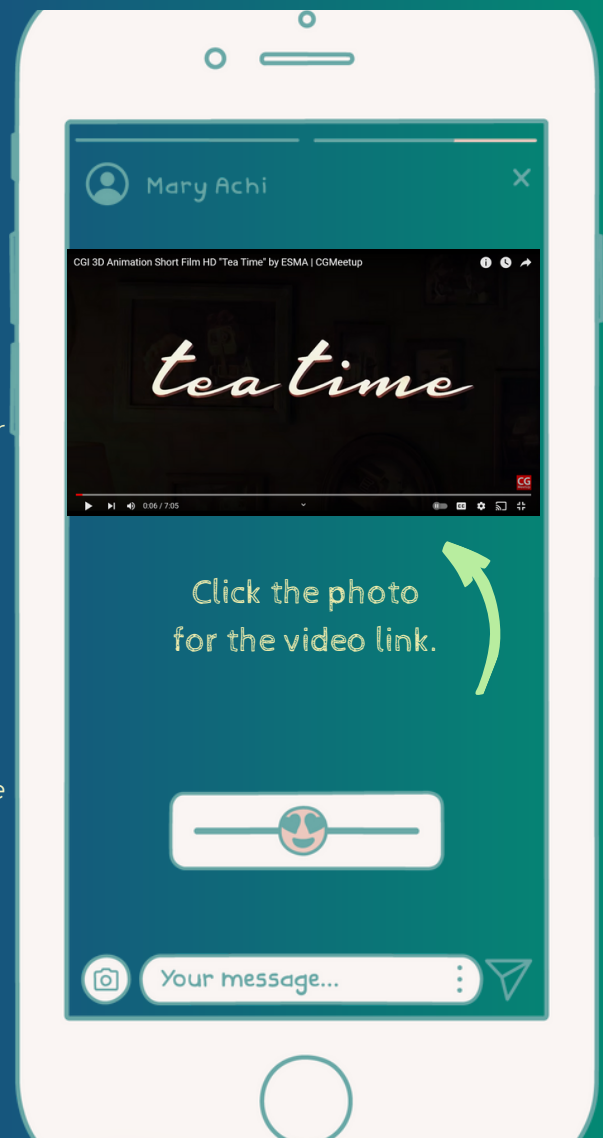 Mary Achi
CGI 3D Animation Short Film HD "Tea Time" by ESMA | CGMeetup
tea time
CG
0:06 / 7:05
Click the photo
for the video link.
Your message...